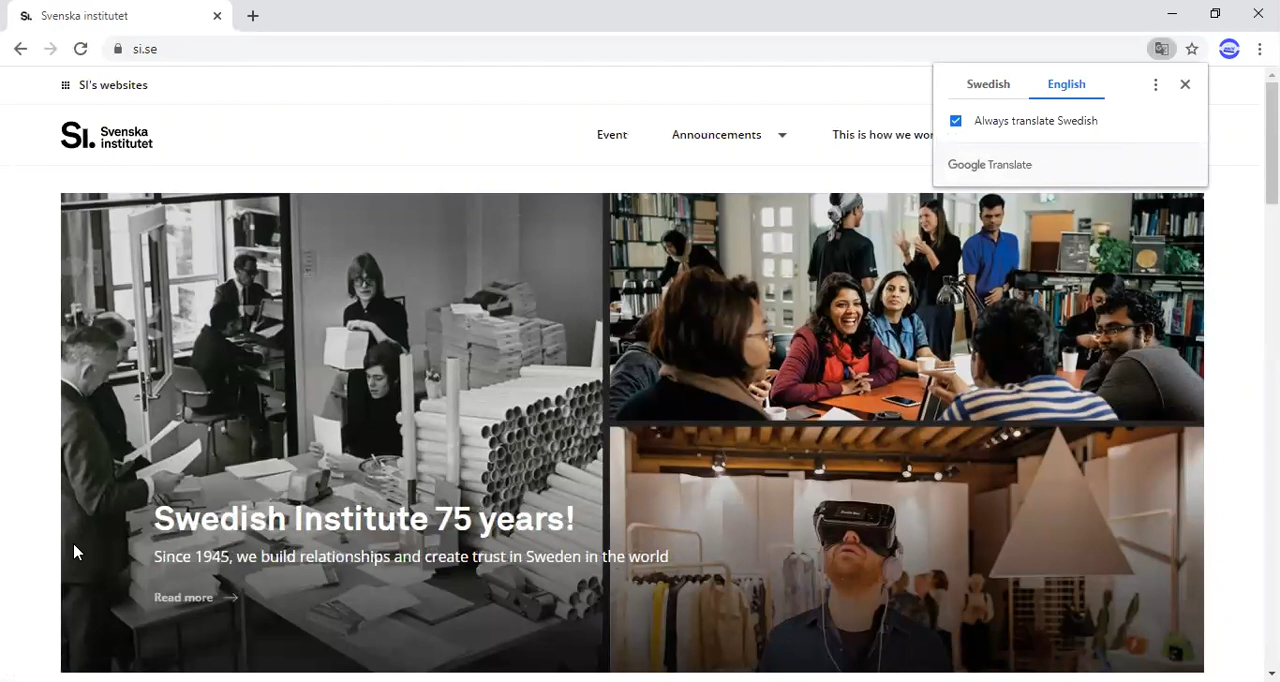 Si. Svenska institutet
si.se
SI's websites
Swedish English
Always translate Swedish
Google Translate
SI. Svenska
institutet
Event Announcements This is how we wor
Swedish Institute 75 years!
Since 1945, we build relationships and create trust in Sweden in the world
Read more